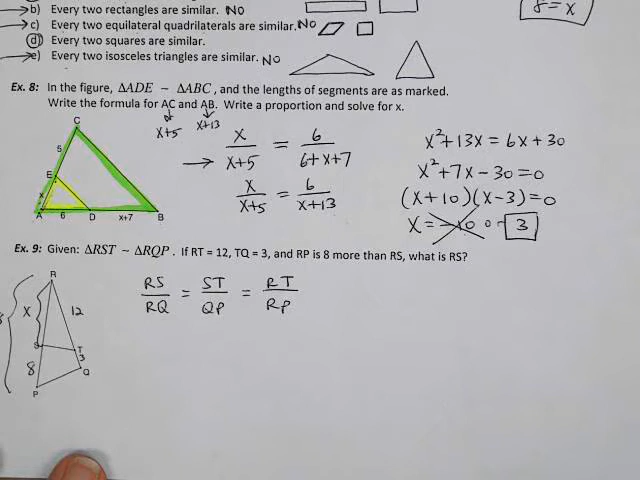 b) Every two rectangles are similar. NO
8 = x
c) Every two equilateral quadrilaterals are similar. No
d) Every two squares are similar.
e) Every two isosceles triangles are similar. NO
Ex. 8: In the figure, ΔADE ~ ΔABC, and the lengths of segments are as marked.
Write the formula for AC and AB. Write a proportion and solve for x.
x+5 x+13
C
5
E
x
A 6 D x+7 B
x/x+5 = 6/6+x+7
x/x+5 = 6/x+13
x²+13x = 6x+30
x²+7x-30=0
(x+10)(x-3)=0
x = -10 or 3
Ex. 9: Given: ΔRST ~ ΔRQP. If RT = 12, TQ = 3, and RP is 8 more than RS, what is RS?
R
X 12
S T
3
8 Q
P
RS/RQ = ST/QP = RT/RP